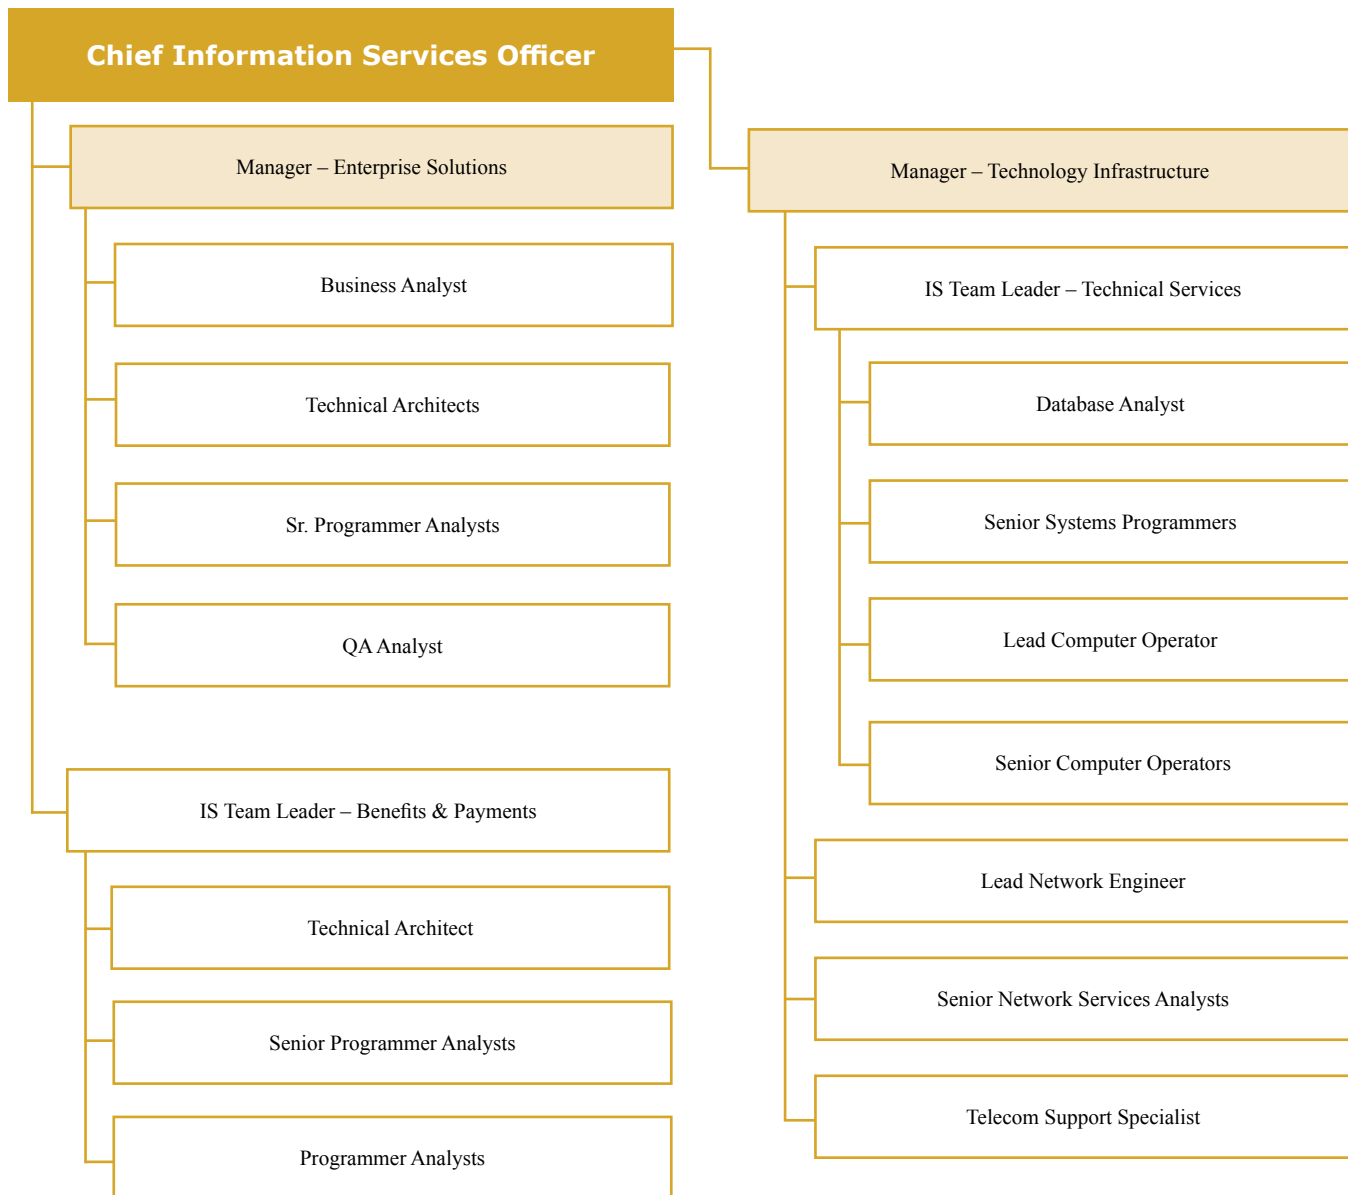 Chief Information Services Officer
Manager – Enterprise Solutions
Business Analyst
Technical Architects
Sr. Programmer Analysts
QA Analyst
IS Team Leader – Benefits & Payments
Technical Architect
Senior Programmer Analysts
Programmer Analysts
Manager – Technology Infrastructure
IS Team Leader – Technical Services
Database Analyst
Senior Systems Programmers
Lead Computer Operator
Senior Computer Operators
Lead Network Engineer
Senior Network Services Analysts
Telecom Support Specialist